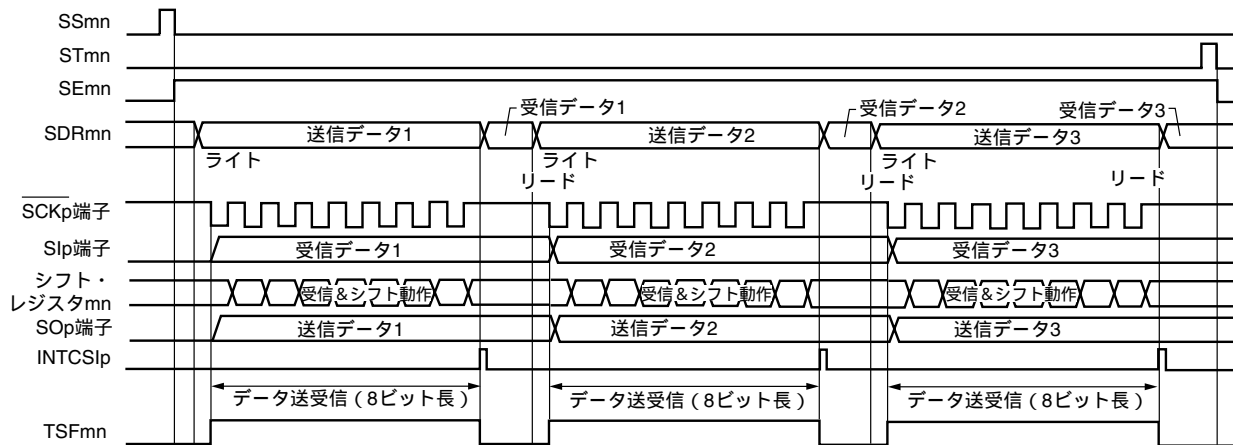 SSmn
STmn
SEmn
受信データ1 受信データ2 受信データ3
SDRmn 送信データ1 送信データ2 送信データ3
ライト ライト ライト
リード リード リード
SCKp端子
SIp端子 受信データ1 受信データ2 受信データ3
シフト・
レジスタmn 受信&シフト動作 受信&シフト動作 受信&シフト動作
SOp端子 送信データ1 送信データ2 送信データ3
INTCSIp
データ送受信(8ビット長) データ送受信(8ビット長) データ送受信(8ビット長)
TSFmn